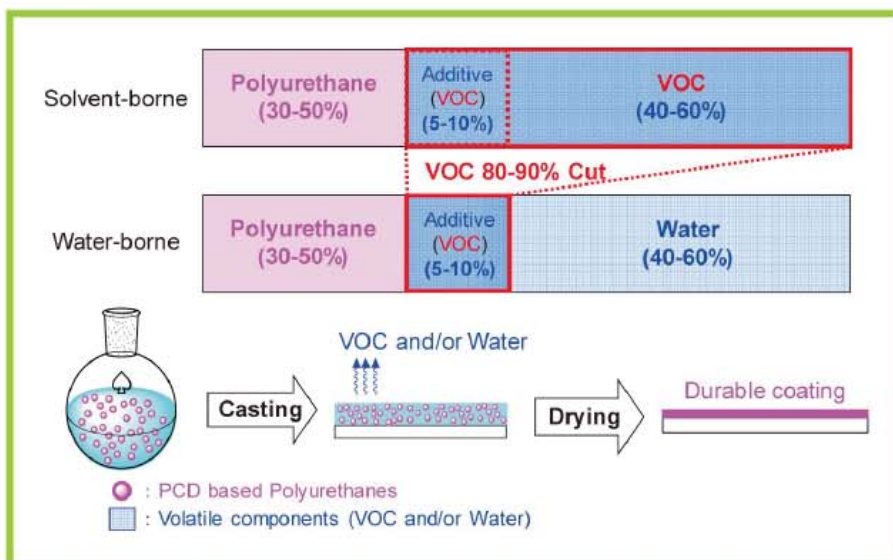 Solvent-borne
Polyurethane
(30-50%)
Additive
(VOC)
(5-10%)
VOC
(40-60%)
VOC 80-90% Cut
Water-borne
Polyurethane
(30-50%)
Additive
(VOC)
(5-10%)
Water
(40-60%)
VOC and/or Water
Casting
Drying
Durable coating
: PCD based Polyurethanes
: Volatile components (VOC and/or Water)